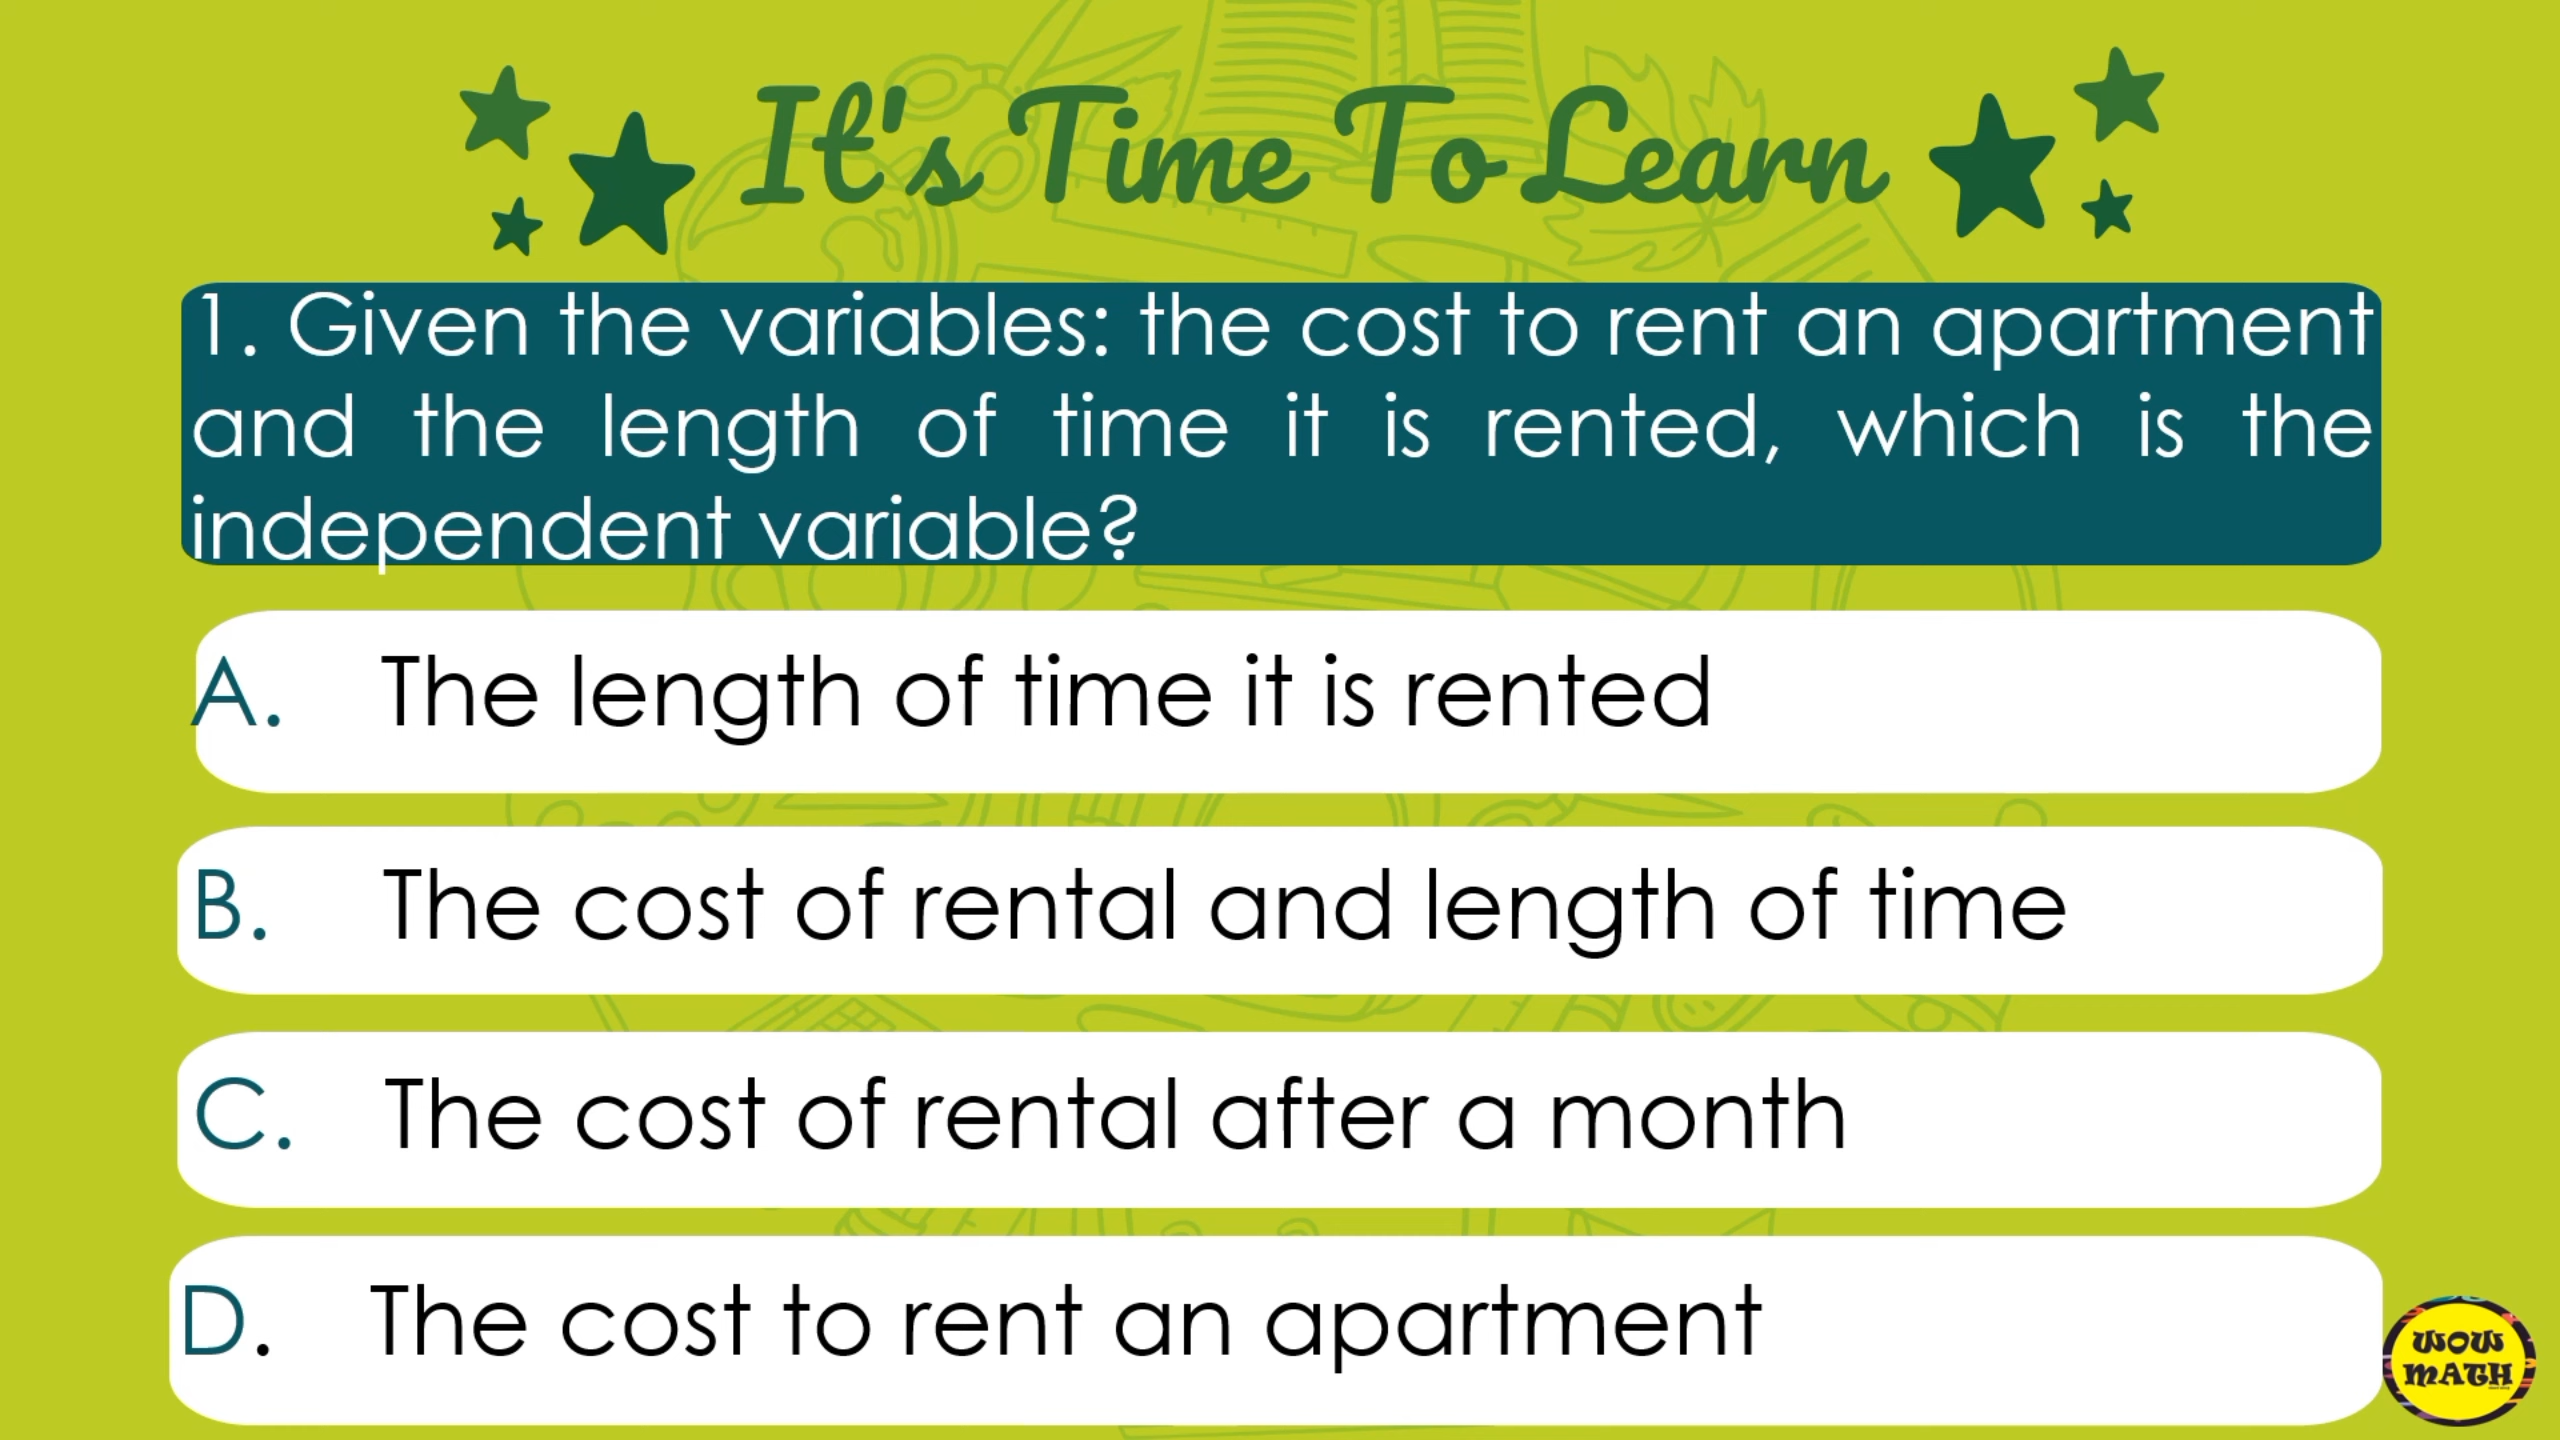 It's Time To Learn
1. Given the variables: the cost to rent an apartment
and the length of time it is rented, which is the
independent variable?
A. The length of time it is rented
B. The cost of rental and length of time
C. The cost of rental after a month
D. The cost to rent an apartment
WOW
MATH